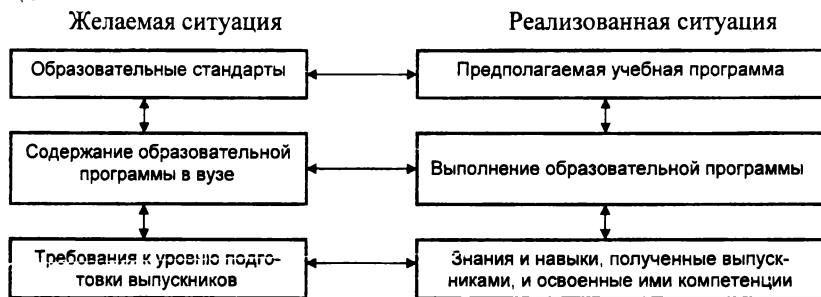 Желаемая ситуация
Реализованная ситуация
Образовательные стандарты
Предполагаемая учебная программа
Содержание образовательной
программы в вузе
Выполнение образовательной программы
Требования к уровню подго-
товки выпускников
Знания и навыки, полученные выпуск-
никами, и освоенные ими компетенции